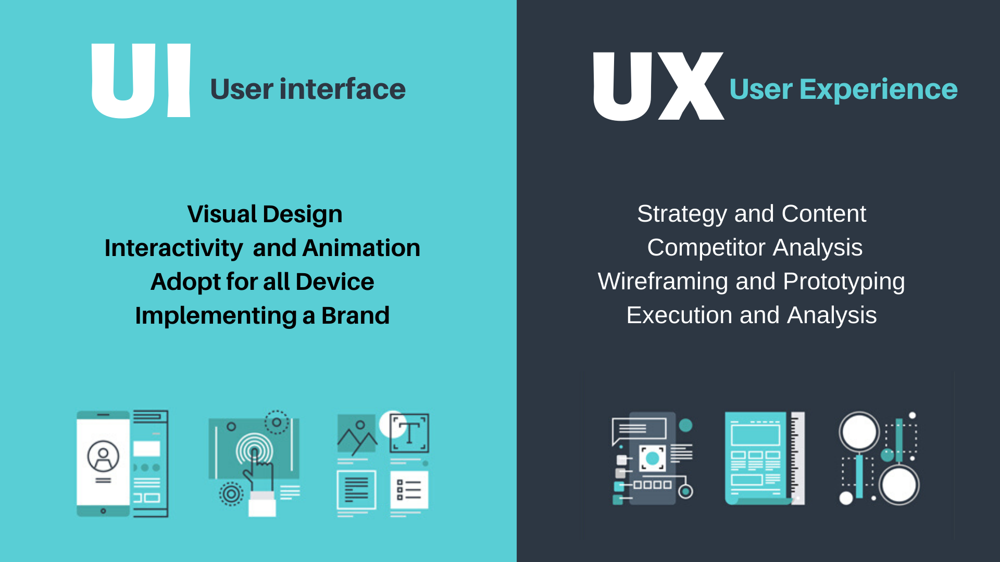 UI User interface
Visual Design
Interactivity and Animation
Adopt for all Device
Implementing a Brand
T
UX User Experience
Strategy and Content
Competitor Analysis
Wireframing and Prototyping
Execution and Analysis